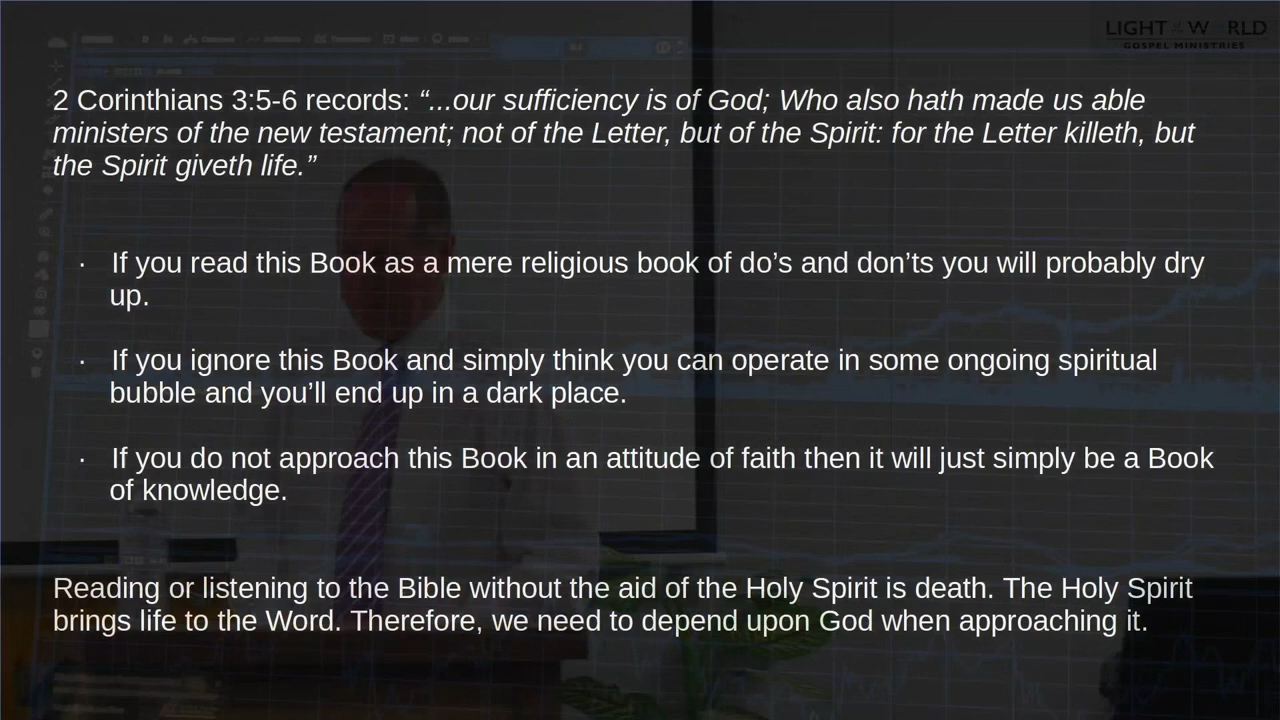 LIGHT OF THE WORLD
GOSPEL MINISTRIES
2 Corinthians 3:5-6 records: “...our sufficiency is of God; Who also hath made us able
ministers of the new testament; not of the Letter, but of the Spirit: for the Letter killeth, but
the Spirit giveth life.”
· If you read this Book as a mere religious book of do’s and don’ts you will probably dry
up.
· If you ignore this Book and simply think you can operate in some ongoing spiritual
bubble and you’ll end up in a dark place.
· If you do not approach this Book in an attitude of faith then it will just simply be a Book
of knowledge.
Reading or listening to the Bible without the aid of the Holy Spirit is death. The Holy Spirit
brings life to the Word. Therefore, we need to depend upon God when approaching it.